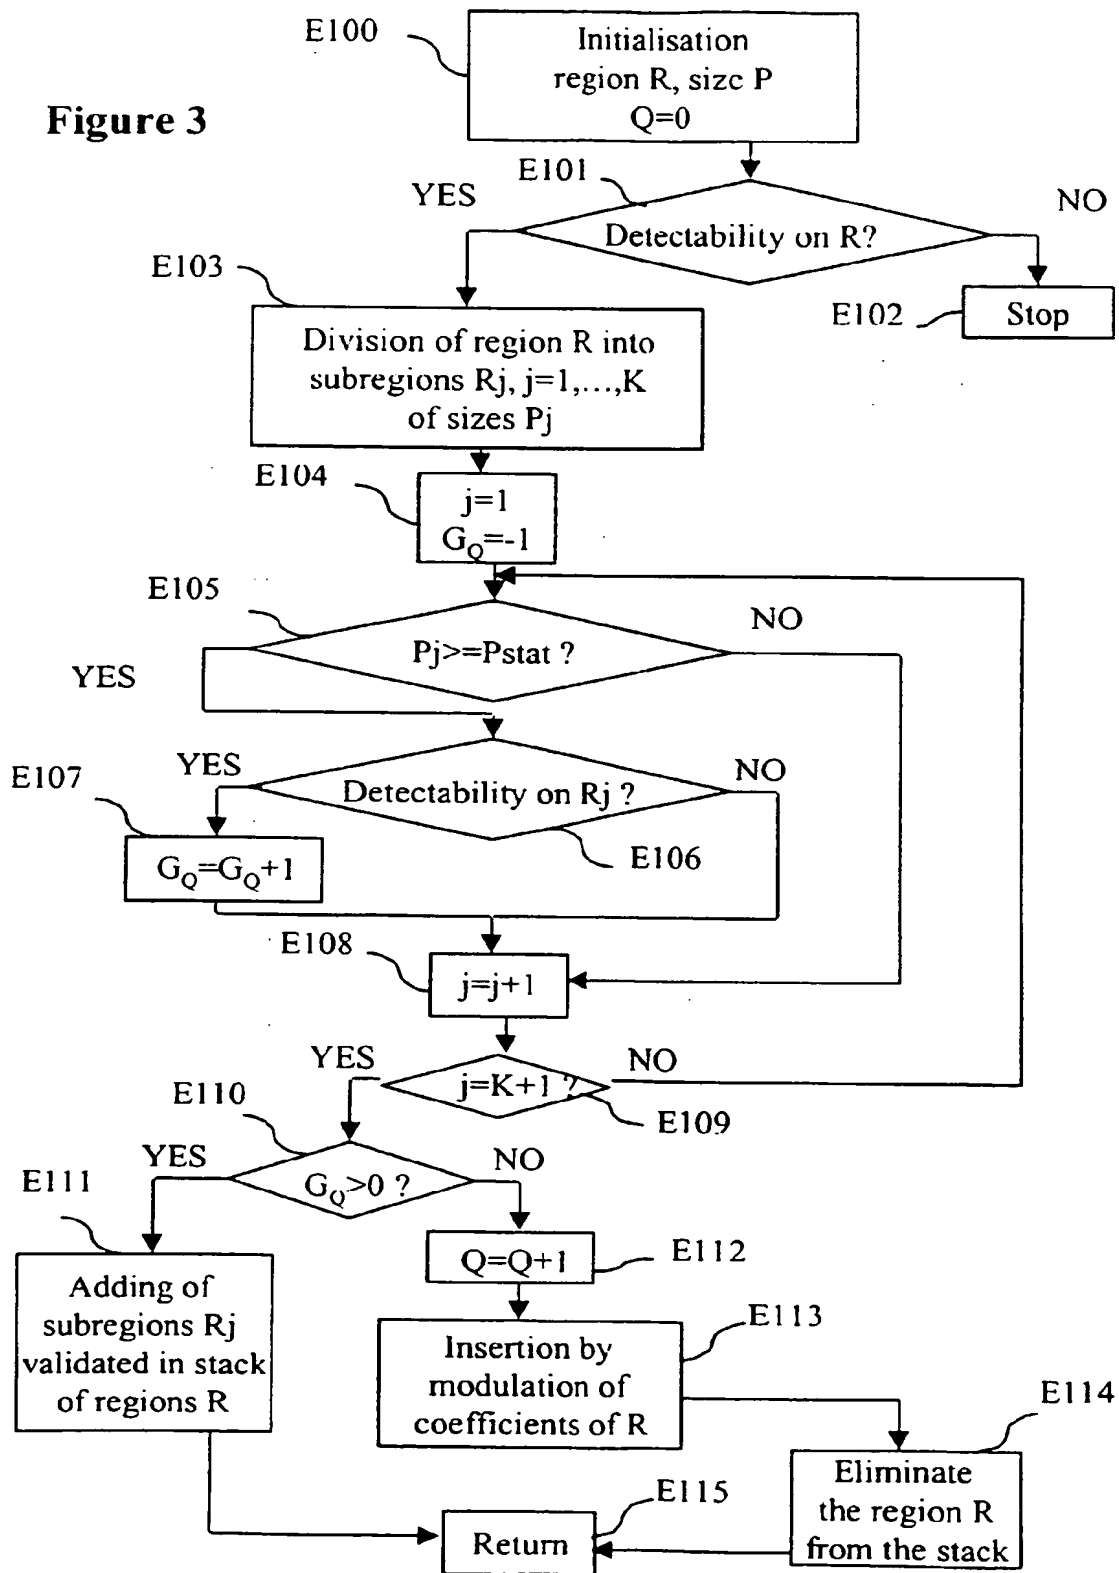 E100
Initialisation
region R, size P
Q=0
Figure 3
E101
YES
NO
Detectability on R?
E103
E102
Stop
Division of region R into
subregions Rj, j=1,...,K
of sizes Pj
E104
j=1
G_Q=-1
E105
NO
Pj>=Pstat ?
YES
E107
YES
NO
Detectability on Rj ?
E106
G_Q=G_Q+1
E108
j=j+1
YES
NO
j=K+1 ?
E110
E109
YES
NO
G_Q>0 ?
E111
Q=Q+1
E112
Adding of
subregions Rj
validated in stack
of regions R
E113
Insertion by
modulation of
coefficients of R
E114
Eliminate
the region R
from the stack
E115
Return